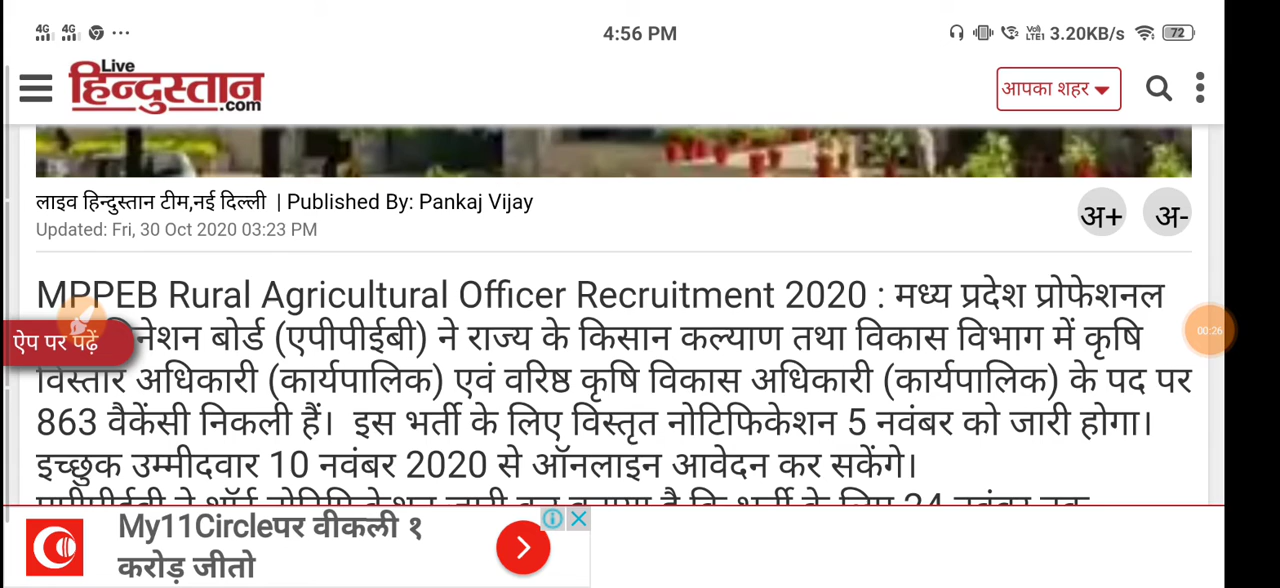 4G 4G ... 4:56 PM VoI) LTE1 3.20KB/s 72
Live
हिन्दुस्तान
.com
आपका शहर
लाइव हिन्दुस्तान टीम,नई दिल्ली | Published By: Pankaj Vijay
अ+ अ-
Updated: Fri, 30 Oct 2020 03:23 PM
MPPEB Rural Agricultural Officer Recruitment 2020 : मध्य प्रदेश प्रोफेशनल
ऐप पर पढ़ें
नेशन बोर्ड (एपीपीईबी) ने राज्य के किसान कल्याण तथा विकास विभाग में कृषि
00:26
विस्तार अधिकारी (कार्यपालिक) एवं वरिष्ठ कृषि विकास अधिकारी (कार्यपालिक) के पद पर
863 वैकेंसी निकली हैं। इस भर्ती के लिए विस्तृत नोटिफिकेशन 5 नवंबर को जारी होगा।
इच्छुक उम्मीदवार 10 नवंबर 2020 से ऑनलाइन आवेदन कर सकेंगे।
My11Circleपर वीकली १
करोड़ जीतो